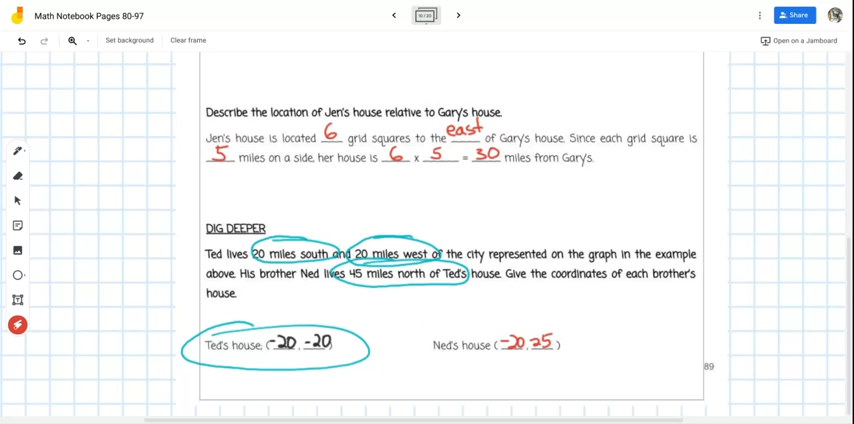 Math Notebook Pages 80-97
10 / 20
Share
Set background
Clear frame
Open on a Jamboard
Describe the location of Jen's house relative to Gary's house.
Jen's house is located 6 grid squares to the east of Gary's house. Since each grid square is
5 miles on a side, her house is 6 x 5 = 30 miles from Gary's.
DIG DEEPER
Ted lives 20 miles south and 20 miles west of the city represented on the graph in the example
above. His brother Ned lives 45 miles north of Ted's house. Give the coordinates of each brother's
house.
Ted's house: (-20, -20)
Ned's house (-20, 25)
89